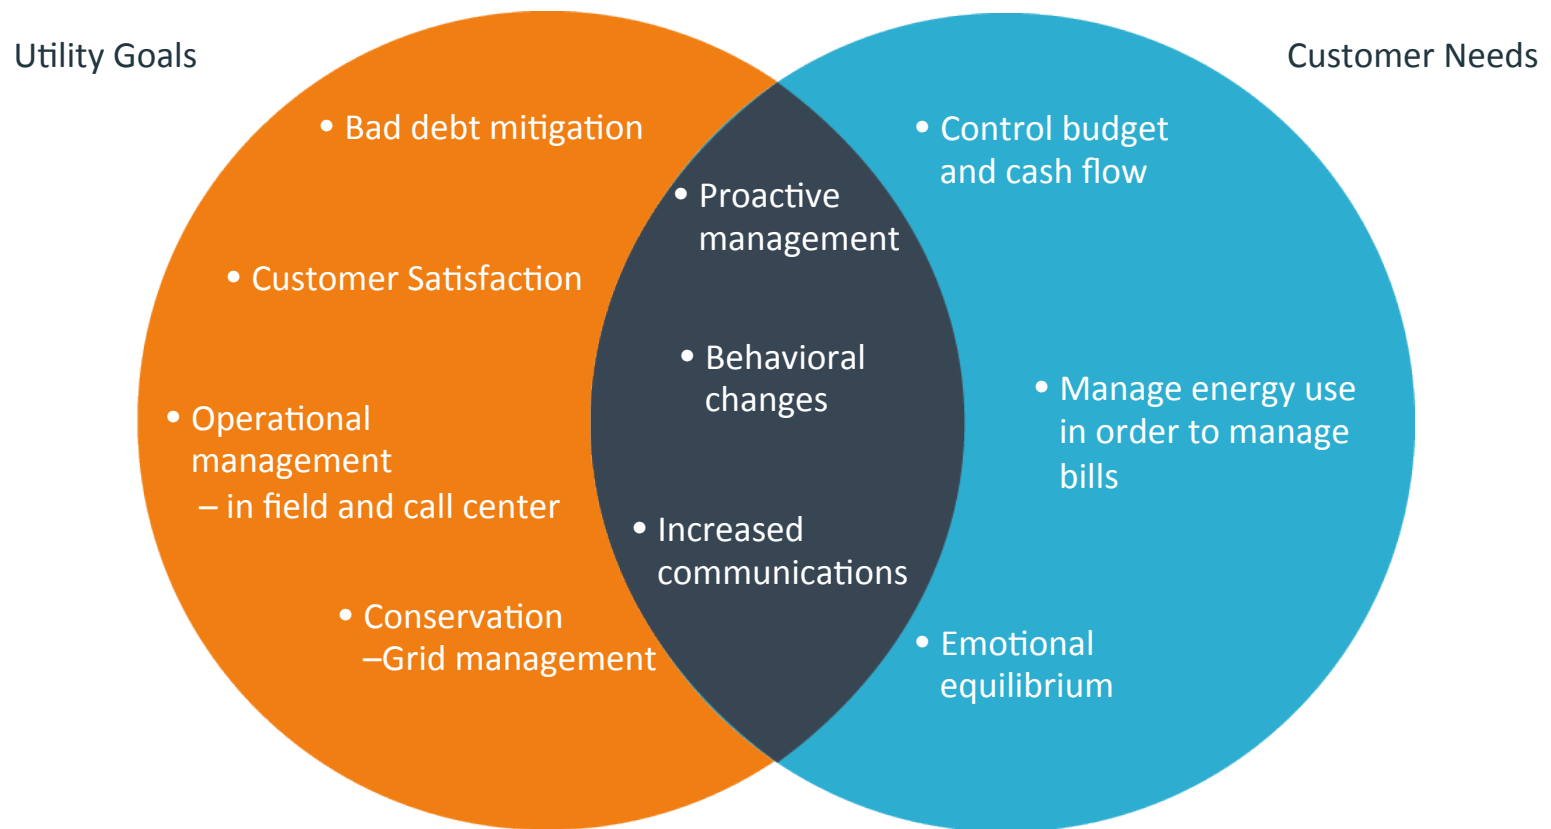 Utility Goals
Customer Needs
• Bad debt mitigation
• Customer Satisfaction
• Operational
management
– in field and call center
• Conservation
–Grid management
• Proactive
management
• Behavioral
changes
• Increased
communications
• Control budget
and cash flow
• Manage energy use
in order to manage
bills
• Emotional
equilibrium